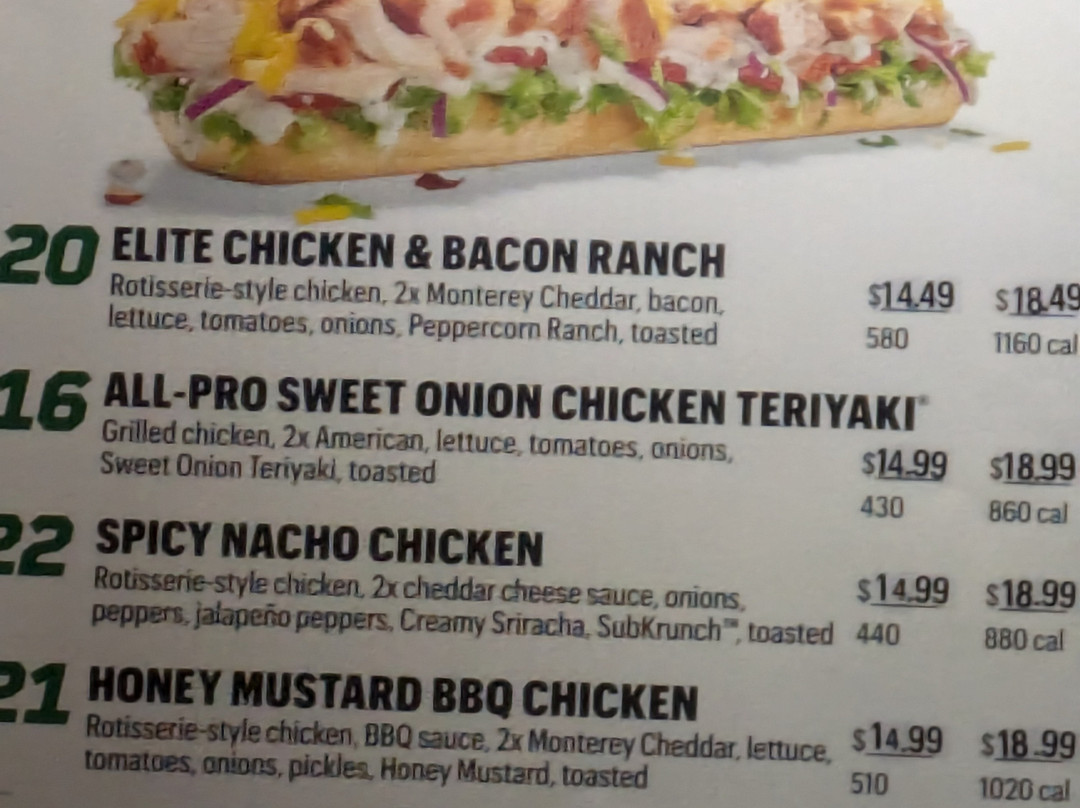 20 ELITE CHICKEN & BACON RANCH
Rotisserie-style chicken, 2x Monterey Cheddar, bacon, $14.49 $18.49
lettuce, tomatoes, onions, Peppercorn Ranch, toasted 580 1160 cal
16 ALL-PRO SWEET ONION CHICKEN TERIYAKI®
Grilled chicken, 2x American, lettuce, tomatoes, onions, $14.99 $18.99
Sweet Onion Teriyaki, toasted 430 860 cal
22 SPICY NACHO CHICKEN
Rotisserie-style chicken, 2x cheddar cheese sauce, onions, $14.99 $18.99
peppers, jalapeño peppers, Creamy Sriracha, SubKrunch™, toasted 440 880 cal
21 HONEY MUSTARD BBQ CHICKEN
Rotisserie-style chicken, BBQ sauce, 2x Monterey Cheddar, lettuce, $14.99 $18.99
tomatoes, onions, pickles, Honey Mustard, toasted 510 1020 cal